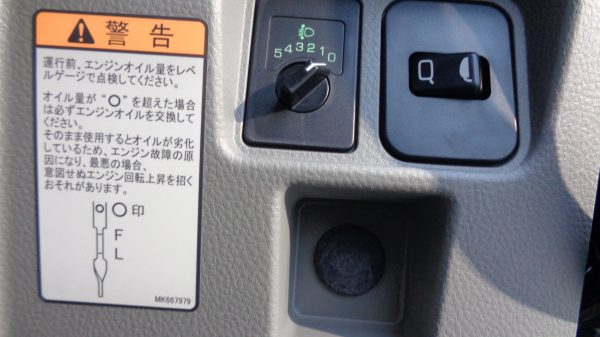 警告
運行前、エンジンオイル量をレベ
ルゲージで点検してください。
オイル量が "○" を超えた場合
は必ずエンジンオイルを交換して
ください。
そのまま使用するとオイルが劣化
しているため、エンジン故障の原
因になり、最悪の場合、
意図せぬエンジン回転上昇を招く
おそれがあります。
○印
F
L
MK667979
5 4 3 2 1 0